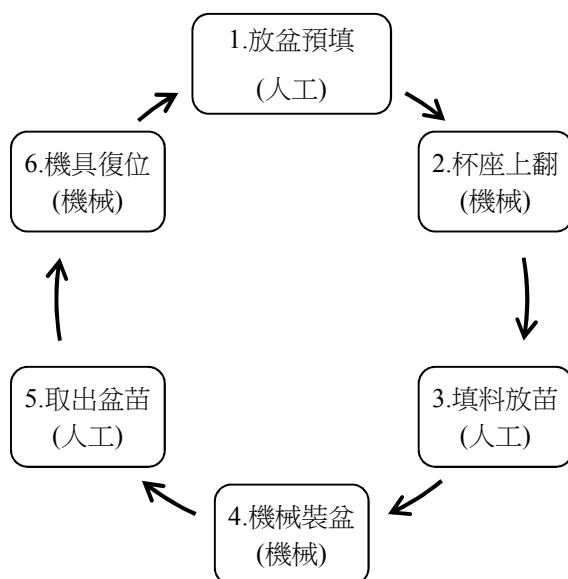 1.放盆預填
(人工)
2.杯座上翻
(機械)
3.填料放苗
(人工)
4.機械裝盆
(機械)
5.取出盆苗
(人工)
6.機具復位
(機械)